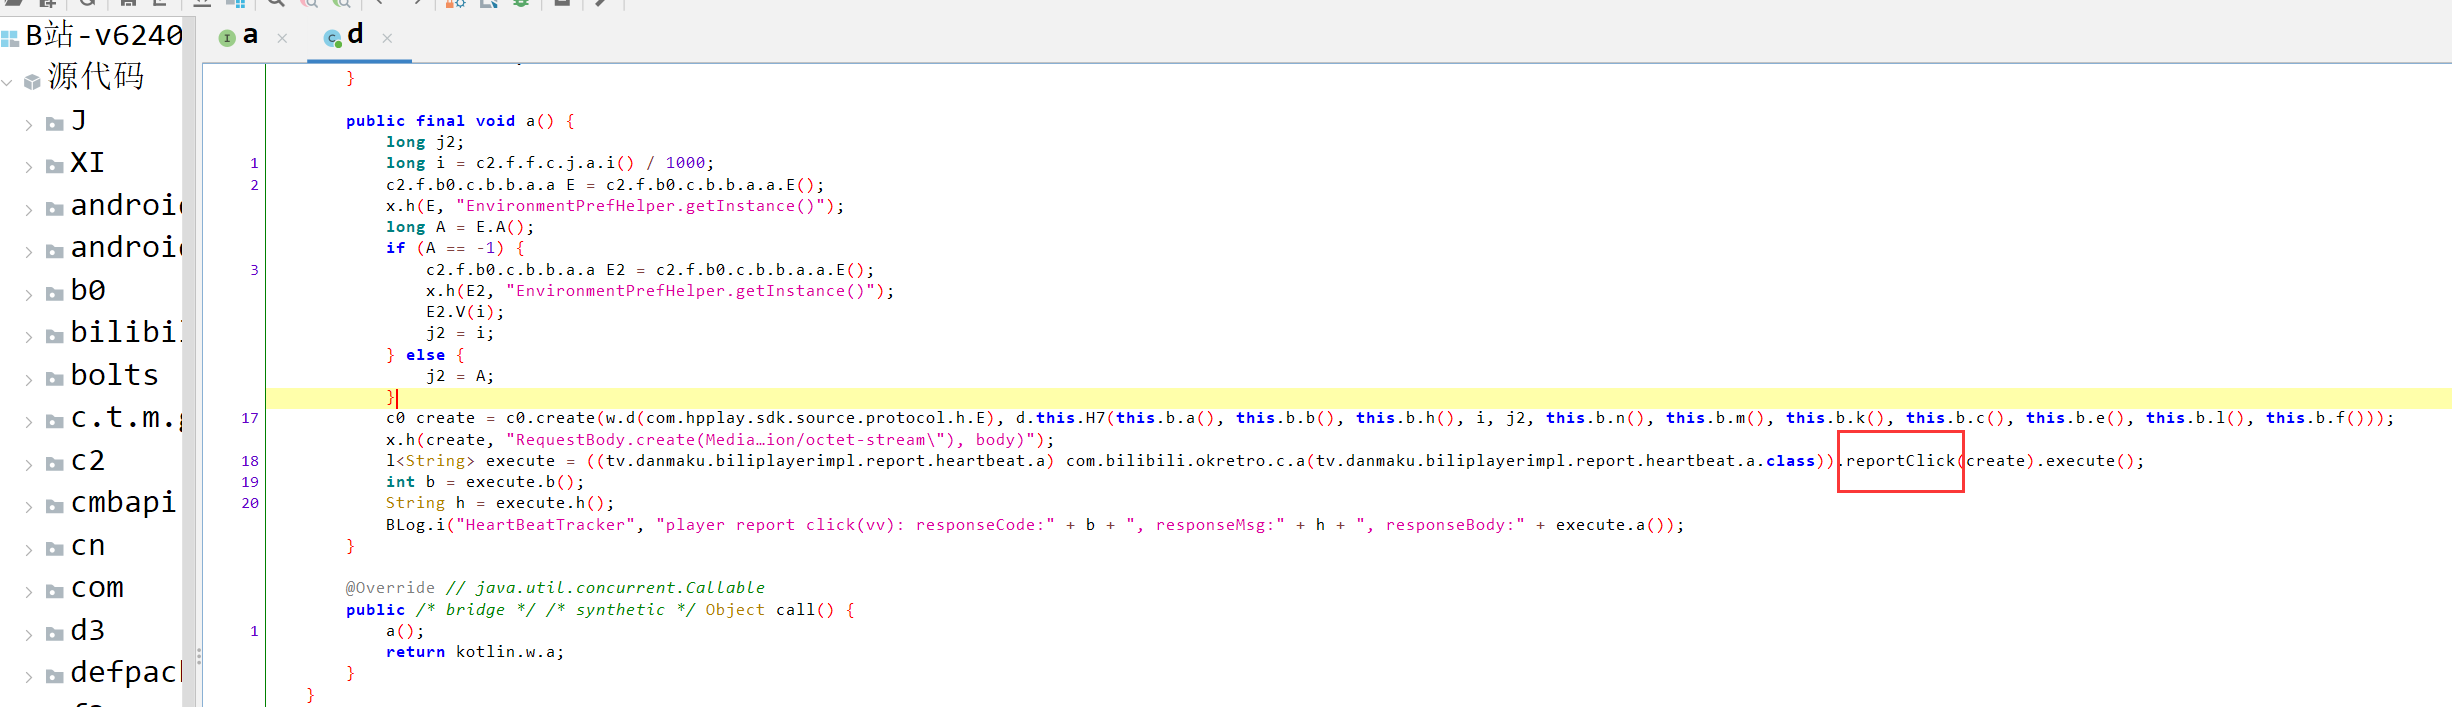 B站-v6240
源代码
J
XI
b0
bolts
c2
cmbapi
cn
com
d3
a ×
d ×
}
public final void a() {
long j2;
1 long i = c2.f.f.c.j.a.i() / 1000;
2 c2.f.b0.c.b.b.a.a E = c2.f.b0.c.b.b.a.a.E();
x.h(E, "EnvironmentPrefHelper.getInstance()");
long A = E.A();
if (A == -1) {
3 c2.f.b0.c.b.b.a.a E2 = c2.f.b0.c.b.b.a.a.E();
x.h(E2, "EnvironmentPrefHelper.getInstance()");
E2.V(i);
j2 = i;
} else {
j2 = A;
}
17 c0 create = c0.create(w.d(com.hpplay.sdk.source.protocol.h.E), d.this.H7(this.b.a(), this.b.b(), this.b.h(), i, j2, this.b.n(), this.b.m(), this.b.k(), this.b.c(), this.b.e(), this.b.l(), this.b.f()));
x.h(create, "RequestBody.create(Media…ion/octet-stream\"), body)");
18 l<String> execute = ((tv.danmaku.biliplayerimpl.report.heartbeat.a) com.bilibili.okretro.c.a(tv.danmaku.biliplayerimpl.report.heartbeat.a.class)).reportClick(create).execute();
19 int b = execute.b();
20 String h = execute.h();
BLog.i("HeartBeatTracker", "player report click(vv): responseCode:" + b + ", responseMsg:" + h + ", responseBody:" + execute.a());
}
@Override // java.util.concurrent.Callable
public /* bridge */ /* synthetic */ Object call() {
1 a();
return kotlin.w.a;
}
}